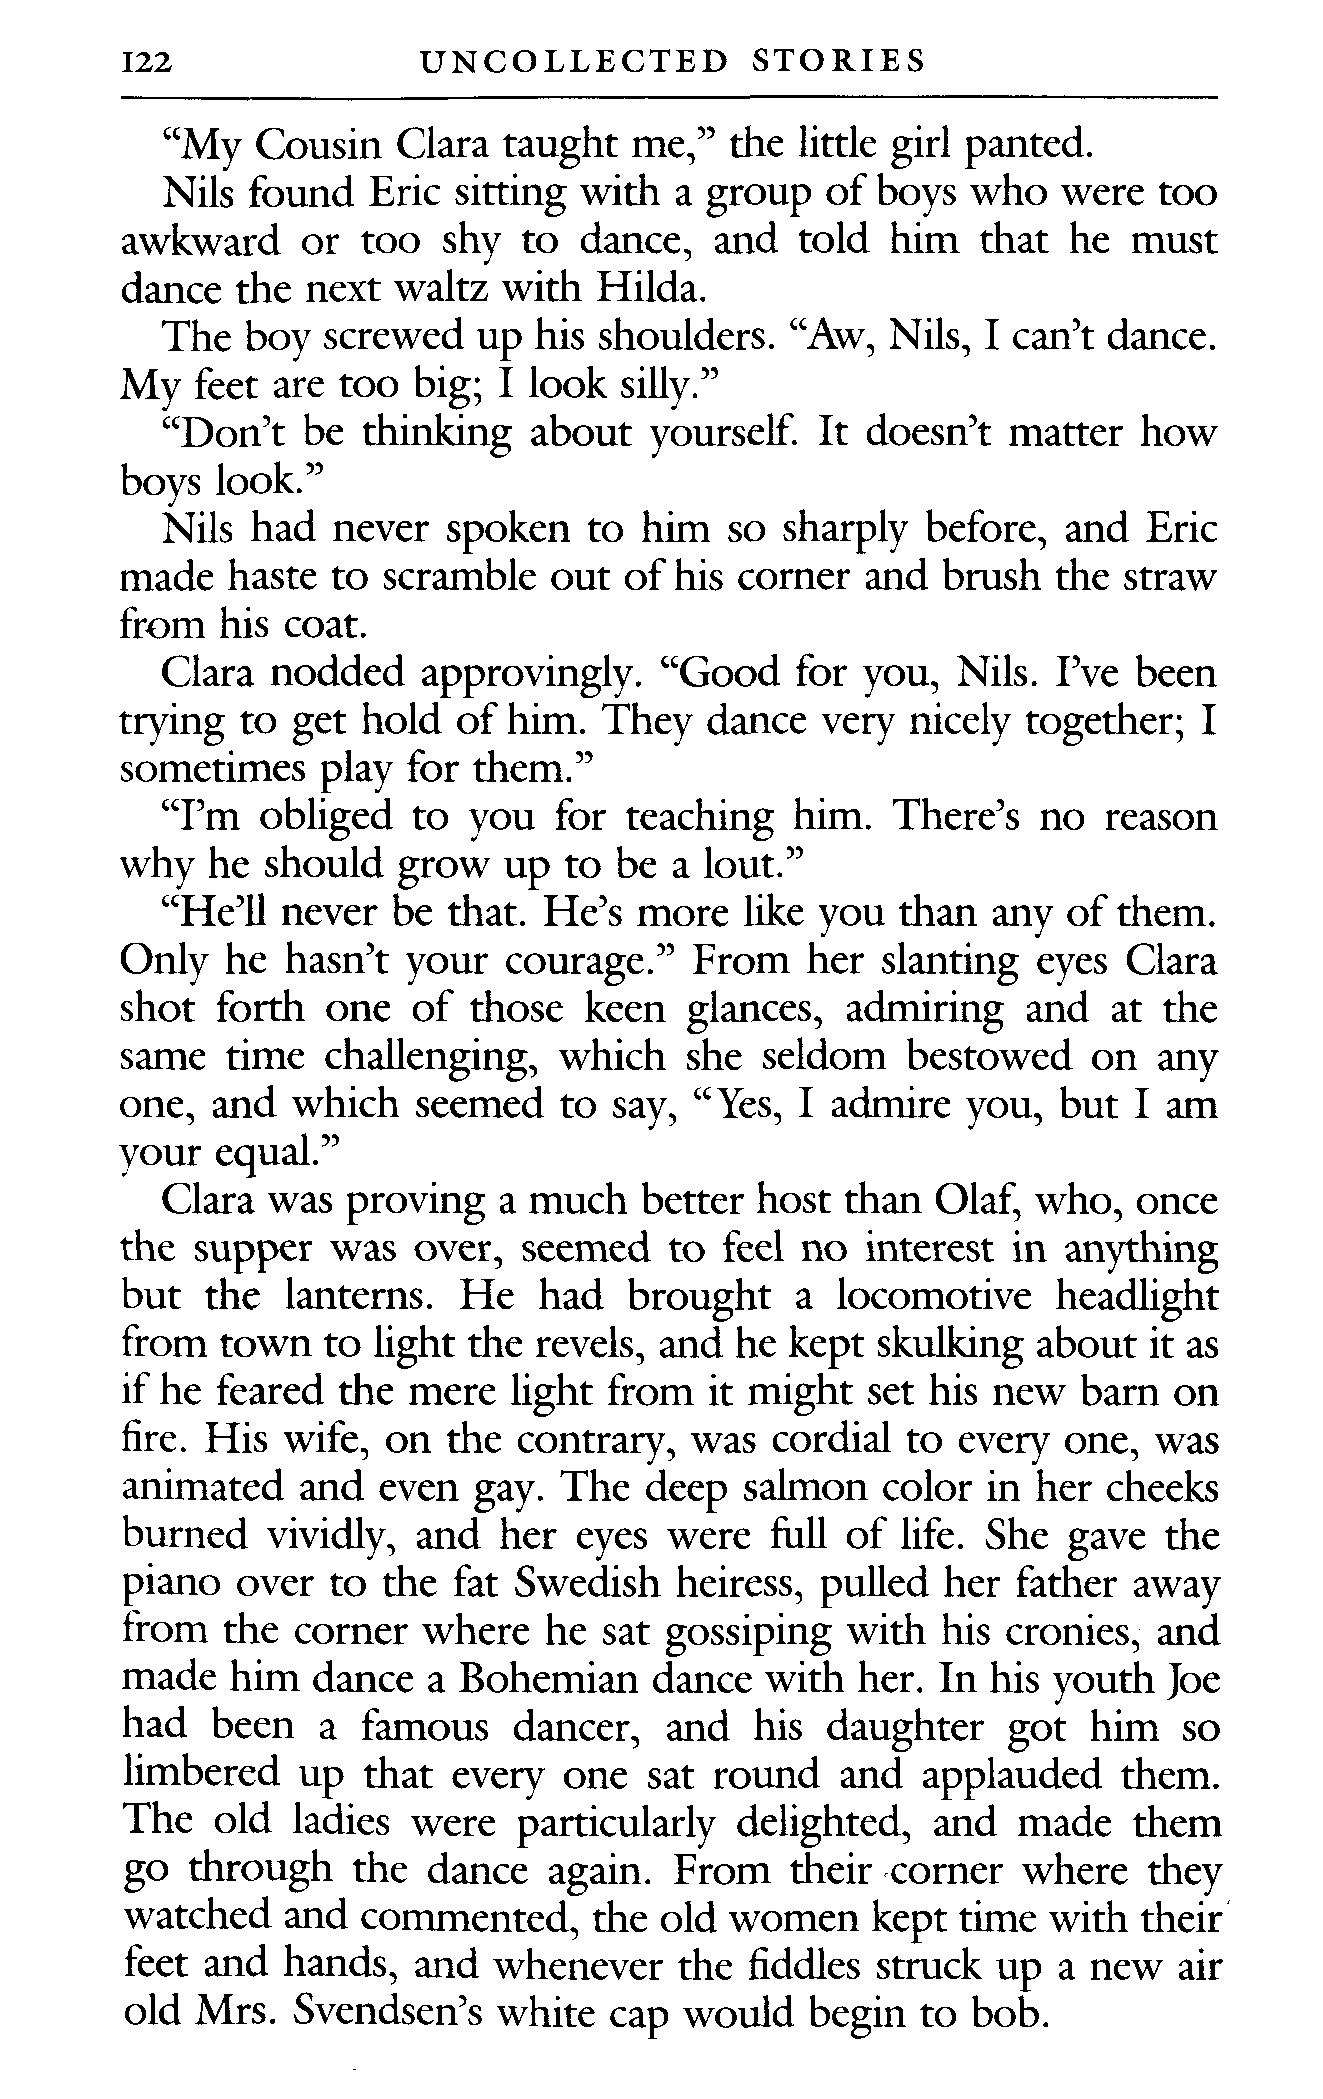 122 UNCOLLECTED STORIES
“My Cousin Clara taught me,” the little girl panted.
Nils found Eric sitting with a group of boys who were too
awkward or too shy to dance, and told him that he must
dance the next waltz with Hilda.
The boy screwed up his shoulders. “Aw, Nils, I can’t dance.
My feet are too big; I look silly.”
“Don’t be thinking about yourself. It doesn’t matter how
boys look.”
Nils had never spoken to him so sharply before, and Eric
made haste to scramble out of his corner and brush the straw
from his coat.
Clara nodded approvingly. “Good for you, Nils. I’ve been
trying to get hold of him. They dance very nicely together; I
sometimes play for them.”
“I’m obliged to you for teaching him. There’s no reason
why he should grow up to be a lout.”
“He’ll never be that. He’s more like you than any of them.
Only he hasn’t your courage.” From her slanting eyes Clara
shot forth one of those keen glances, admiring and at the
same time challenging, which she seldom bestowed on any
one, and which seemed to say, “Yes, I admire you, but I am
your equal.”
Clara was proving a much better host than Olaf, who, once
the supper was over, seemed to feel no interest in anything
but the lanterns. He had brought a locomotive headlight
from town to light the revels, and he kept skulking about it as
if he feared the mere light from it might set his new barn on
fire. His wife, on the contrary, was cordial to every one, was
animated and even gay. The deep salmon color in her cheeks
burned vividly, and her eyes were full of life. She gave the
piano over to the fat Swedish heiress, pulled her father away
from the corner where he sat gossiping with his cronies, and
made him dance a Bohemian dance with her. In his youth Joe
had been a famous dancer, and his daughter got him so
limbered up that every one sat round and applauded them.
The old ladies were particularly delighted, and made them
go through the dance again. From their corner where they
watched and commented, the old women kept time with their
feet and hands, and whenever the fiddles struck up a new air
old Mrs. Svendsen’s white cap would begin to bob.